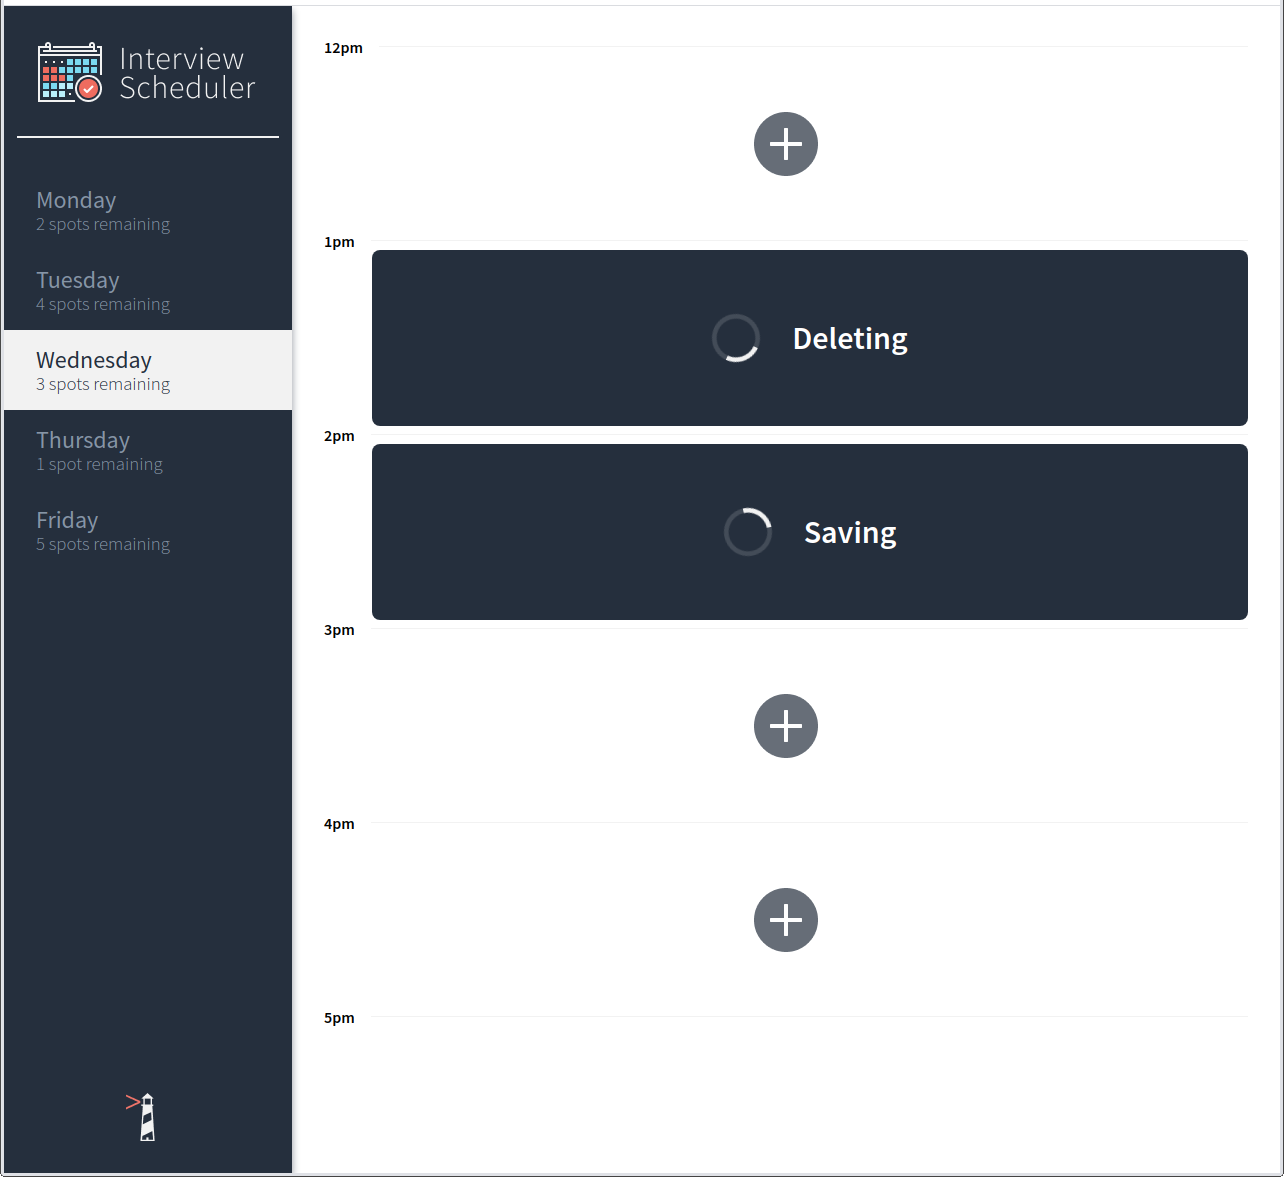 Interview
Scheduler
Monday
2 spots remaining
Tuesday
4 spots remaining
Wednesday
3 spots remaining
Thursday
1 spot remaining
Friday
5 spots remaining
12pm
1pm
Deleting
2pm
Saving
3pm
4pm
5pm